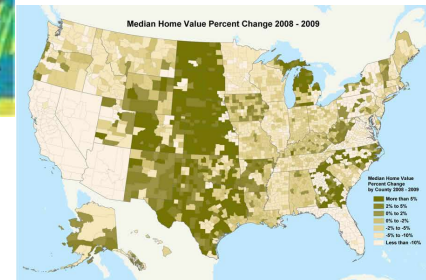 Median Home Value Percent Change 2008 - 2009
Median Home Value
Percent Change
by County 2008 - 2009
More than 5%
2% to 5%
0% to 2%
0% to -2%
-2% to -5%
-5% to -10%
Less than -10%